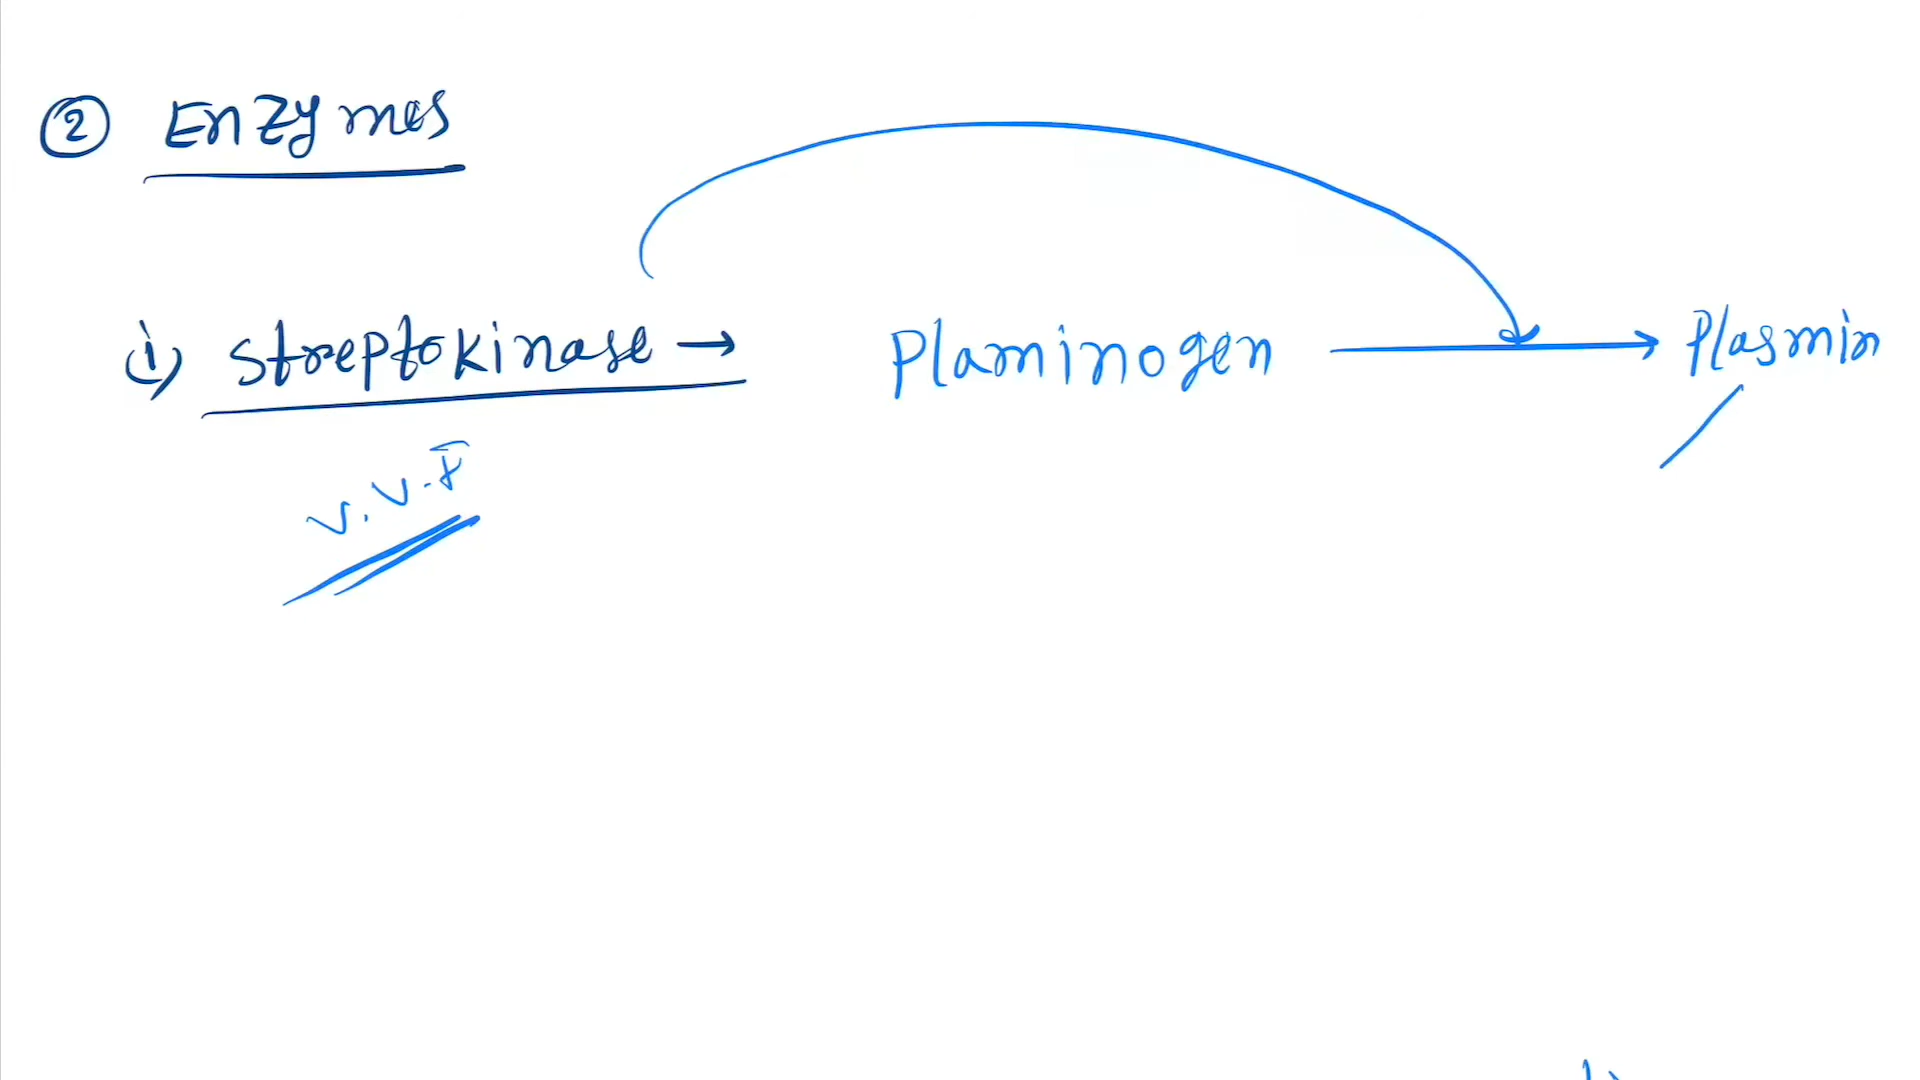 ② Enzymes
i) Streptokinase → Plaminogen → Plasmin
V.V.I